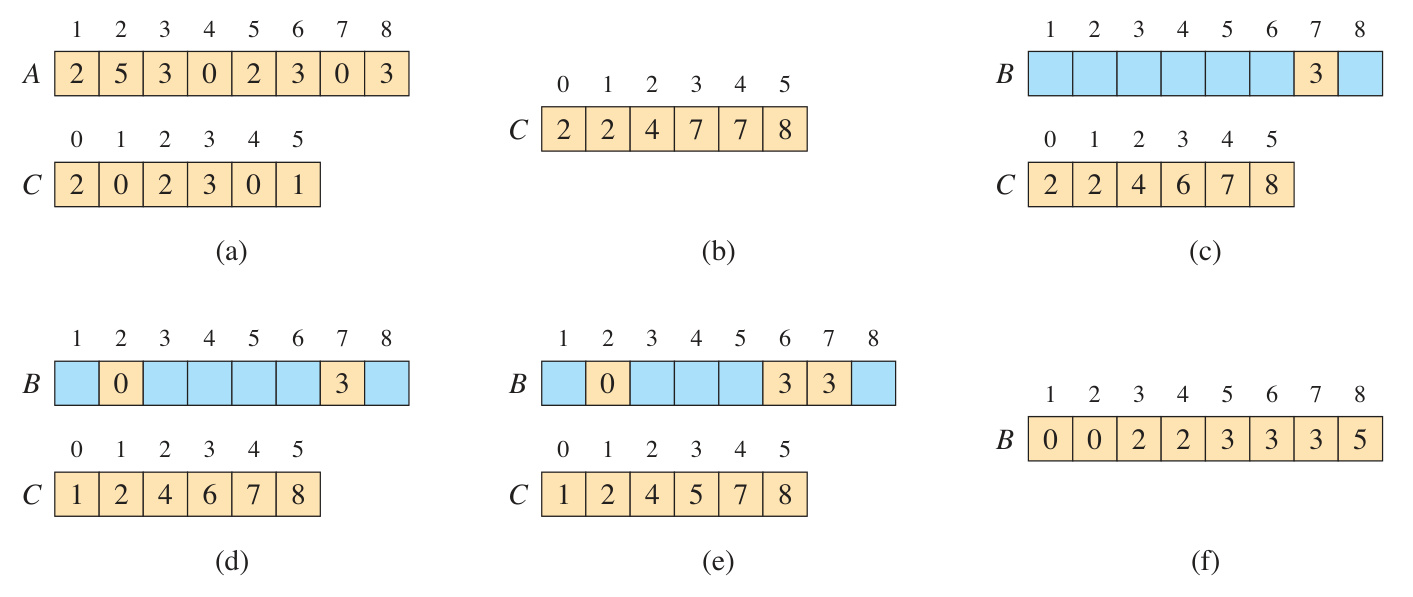 1 2 3 4 5 6 7 8
A 2 5 3 0 2 3 0 3
0 1 2 3 4 5
C 2 0 2 3 0 1
(a)
0 1 2 3 4 5
C 2 2 4 7 7 8
(b)
1 2 3 4 5 6 7 8
B 3
0 1 2 3 4 5
C 2 2 4 6 7 8
(c)
1 2 3 4 5 6 7 8
B 0 3
0 1 2 3 4 5
C 1 2 4 6 7 8
(d)
1 2 3 4 5 6 7 8
B 0 3 3
0 1 2 3 4 5
C 1 2 4 5 7 8
(e)
1 2 3 4 5 6 7 8
B 0 0 2 2 3 3 3 5
(f)